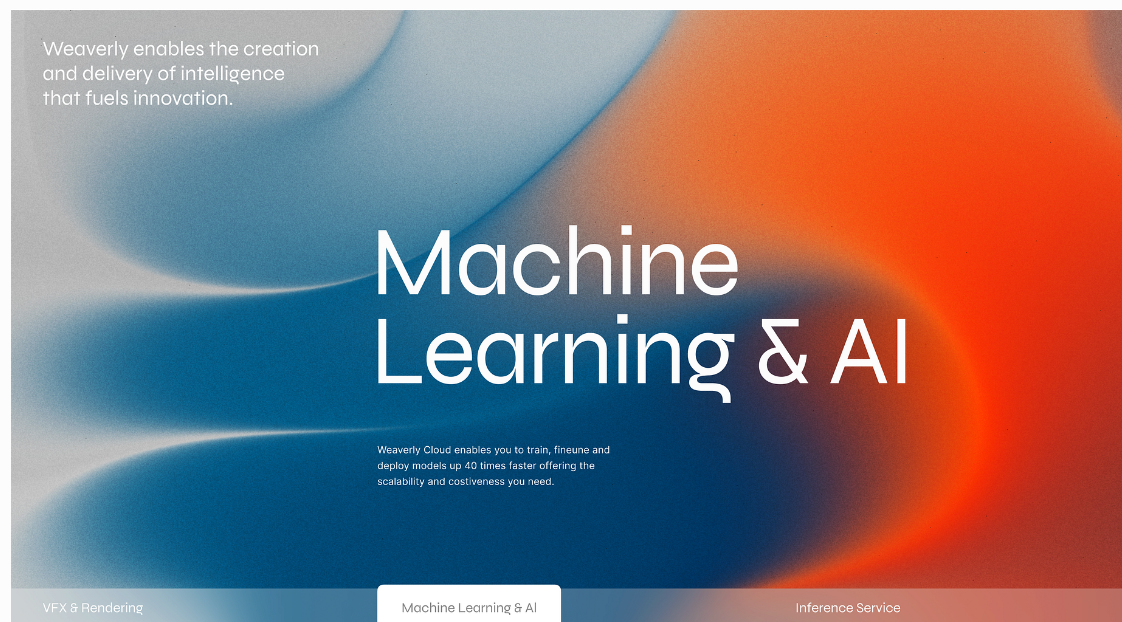 Weaverly enables the creation
and delivery of intelligence
that fuels innovation.
Machine
Learning & AI
Weaverly Cloud enables you to train, fineune and
deploy models up 40 times faster offering the
scalability and costiveness you need.
VFX & Rendering
Machine Learning & AI
Inference Service